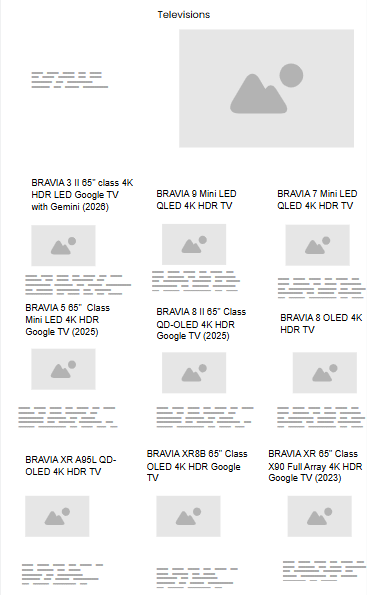 Televisions
BRAVIA 3 II 65" class 4K
HDR LED Google TV
with Gemini (2026)
BRAVIA 9 Mini LED
QLED 4K HDR TV
BRAVIA 7 Mini LED
QLED 4K HDR TV
BRAVIA 5 65" Class
Mini LED 4K HDR
Google TV (2025)
BRAVIA 8 II 65" Class
QD-OLED 4K HDR
Google TV (2025)
BRAVIA 8 OLED 4K
HDR TV
BRAVIA XR A95L QD-
OLED 4K HDR TV
BRAVIA XR8B 65" Class
OLED 4K HDR Google
TV
BRAVIA XR 65" Class
X90 Full Array 4K HDR
Google TV (2023)